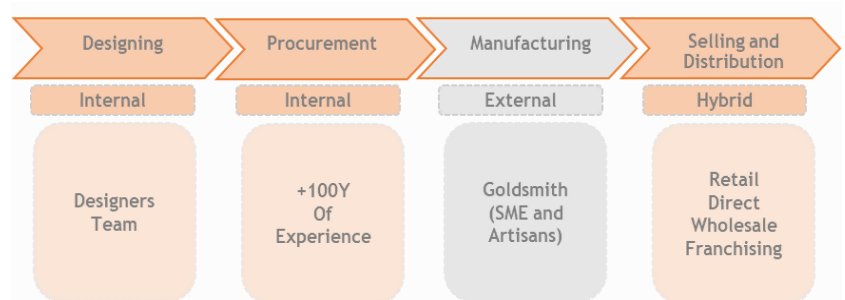 Designing
Procurement
Manufacturing
Selling and
Distribution
Internal
Internal
External
Hybrid
Designers
Team
+100Y
Of
Experience
Goldsmith
(SME and
Artisans)
Retail
Direct
Wholesale
Franchising